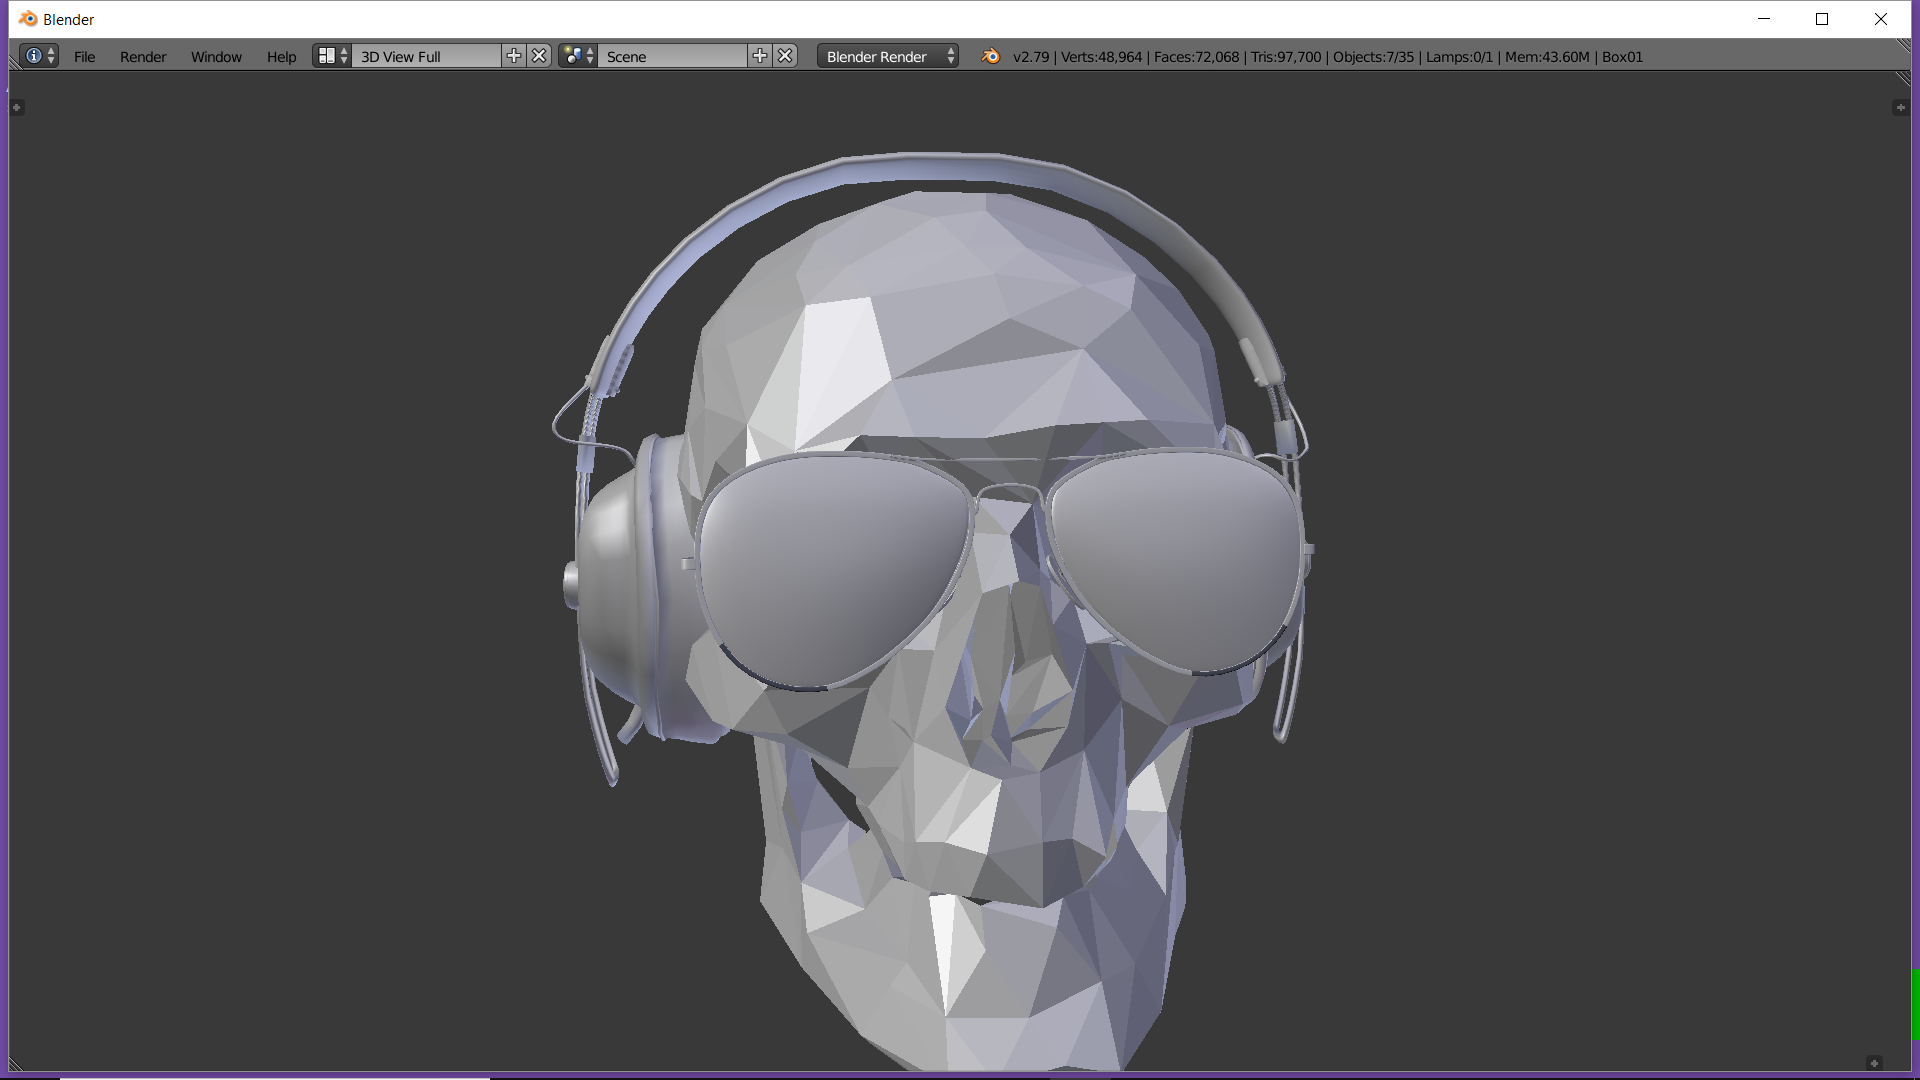 Blender
File Render Window Help 3D View Full Scene Blender Render v2.79 | Verts:48,964 | Faces:72,068 | Tris:97,700 | Objects:7/35 | Lamps:0/1 | Mem:43.60M | Box01